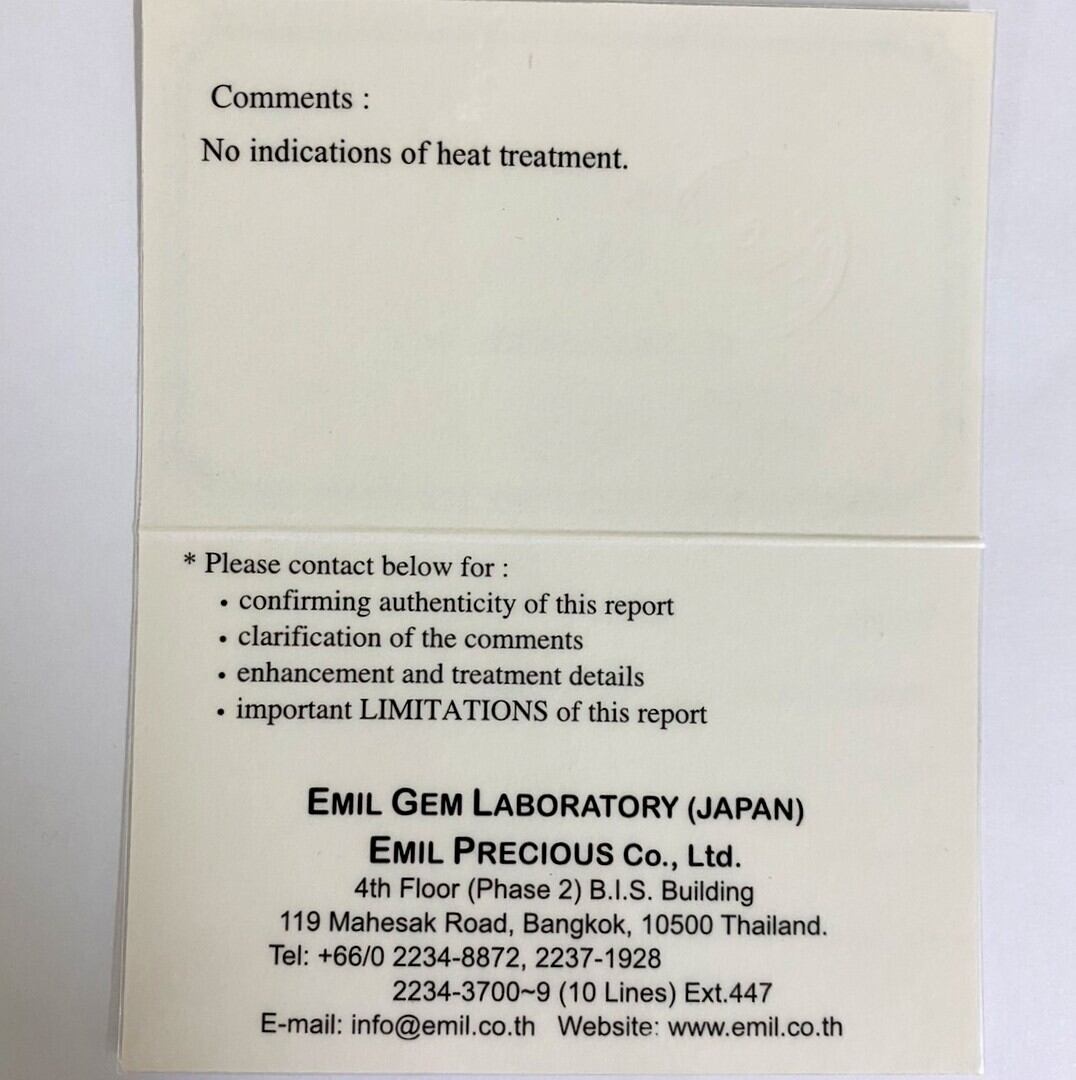 Comments :
No indications of heat treatment.
* Please contact below for :
• confirming authenticity of this report
• clarification of the comments
• enhancement and treatment details
• important LIMITATIONS of this report
EMIL GEM LABORATORY (JAPAN)
EMIL PRECIOUS Co., Ltd.
4th Floor (Phase 2) B.I.S. Building
119 Mahesak Road, Bangkok, 10500 Thailand.
Tel: +66/0 2234-8872, 2237-1928
2234-3700~9 (10 Lines) Ext.447
E-mail: info@emil.co.th Website: www.emil.co.th